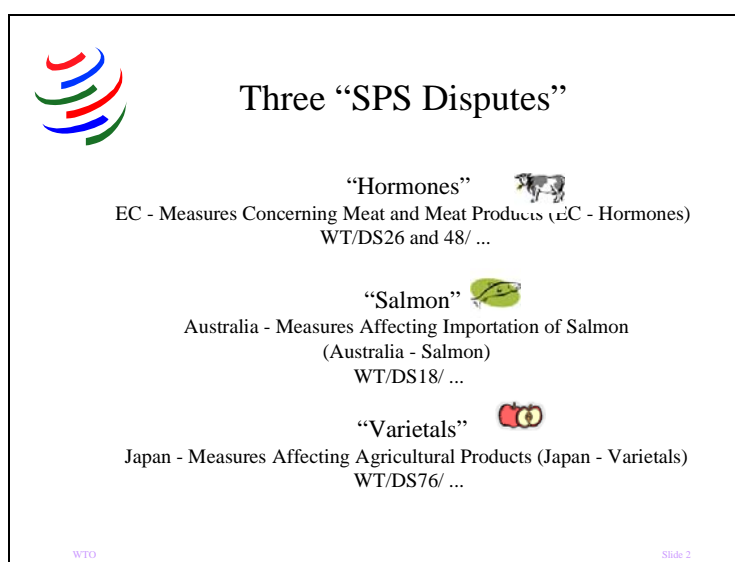 Three “SPS Disputes”
“Hormones”
EC - Measures Concerning Meat and Meat Products (EC - Hormones)
WT/DS26 and 48/ ...
“Salmon”
Australia - Measures Affecting Importation of Salmon
(Australia - Salmon)
WT/DS18/ ...
“Varietals”
Japan - Measures Affecting Agricultural Products (Japan - Varietals)
WT/DS76/ ...
WTO
Slide 2